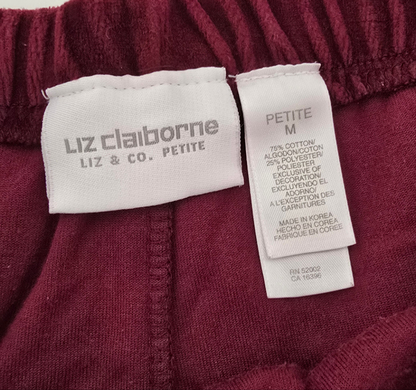 LIZ claiborne
LIZ & CO. PETITE
PETITE
M
75% COTTON/
ALGODON/COTON
25% POLYESTER/
POLIESTER
EXCLUSIVE OF
DECORATION/
EXCLUYENDO EL
ADORNO/
A L'EXCEPTION DES
GARNITURES
MADE IN KOREA
HECHO EN COREA
FABRIQUE EN COREE
RN 52002
CA 16396